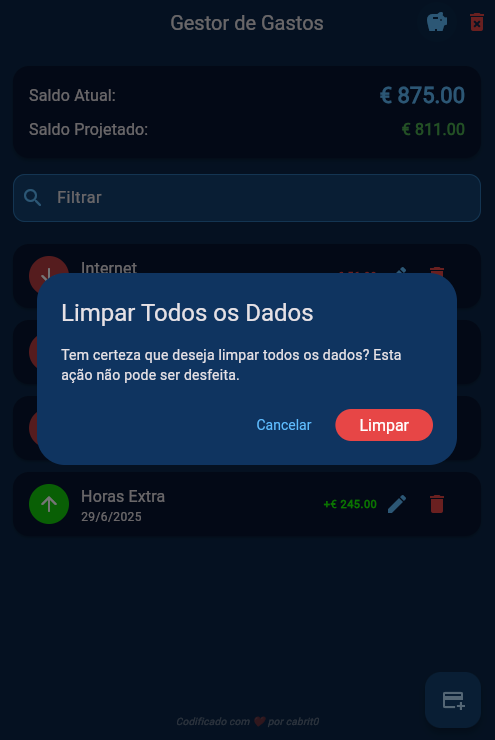 Gestor de Gastos
Saldo Atual:
€ 875.00
Saldo Projetado:
€ 811.00
Filtrar
Internet
Limpar Todos os Dados
Tem certeza que deseja limpar todos os dados? Esta
ação não pode ser desfeita.
Cancelar
Limpar
Horas Extra
29/6/2025
+€ 245.00
Codificado com ❤️ por cabrit0